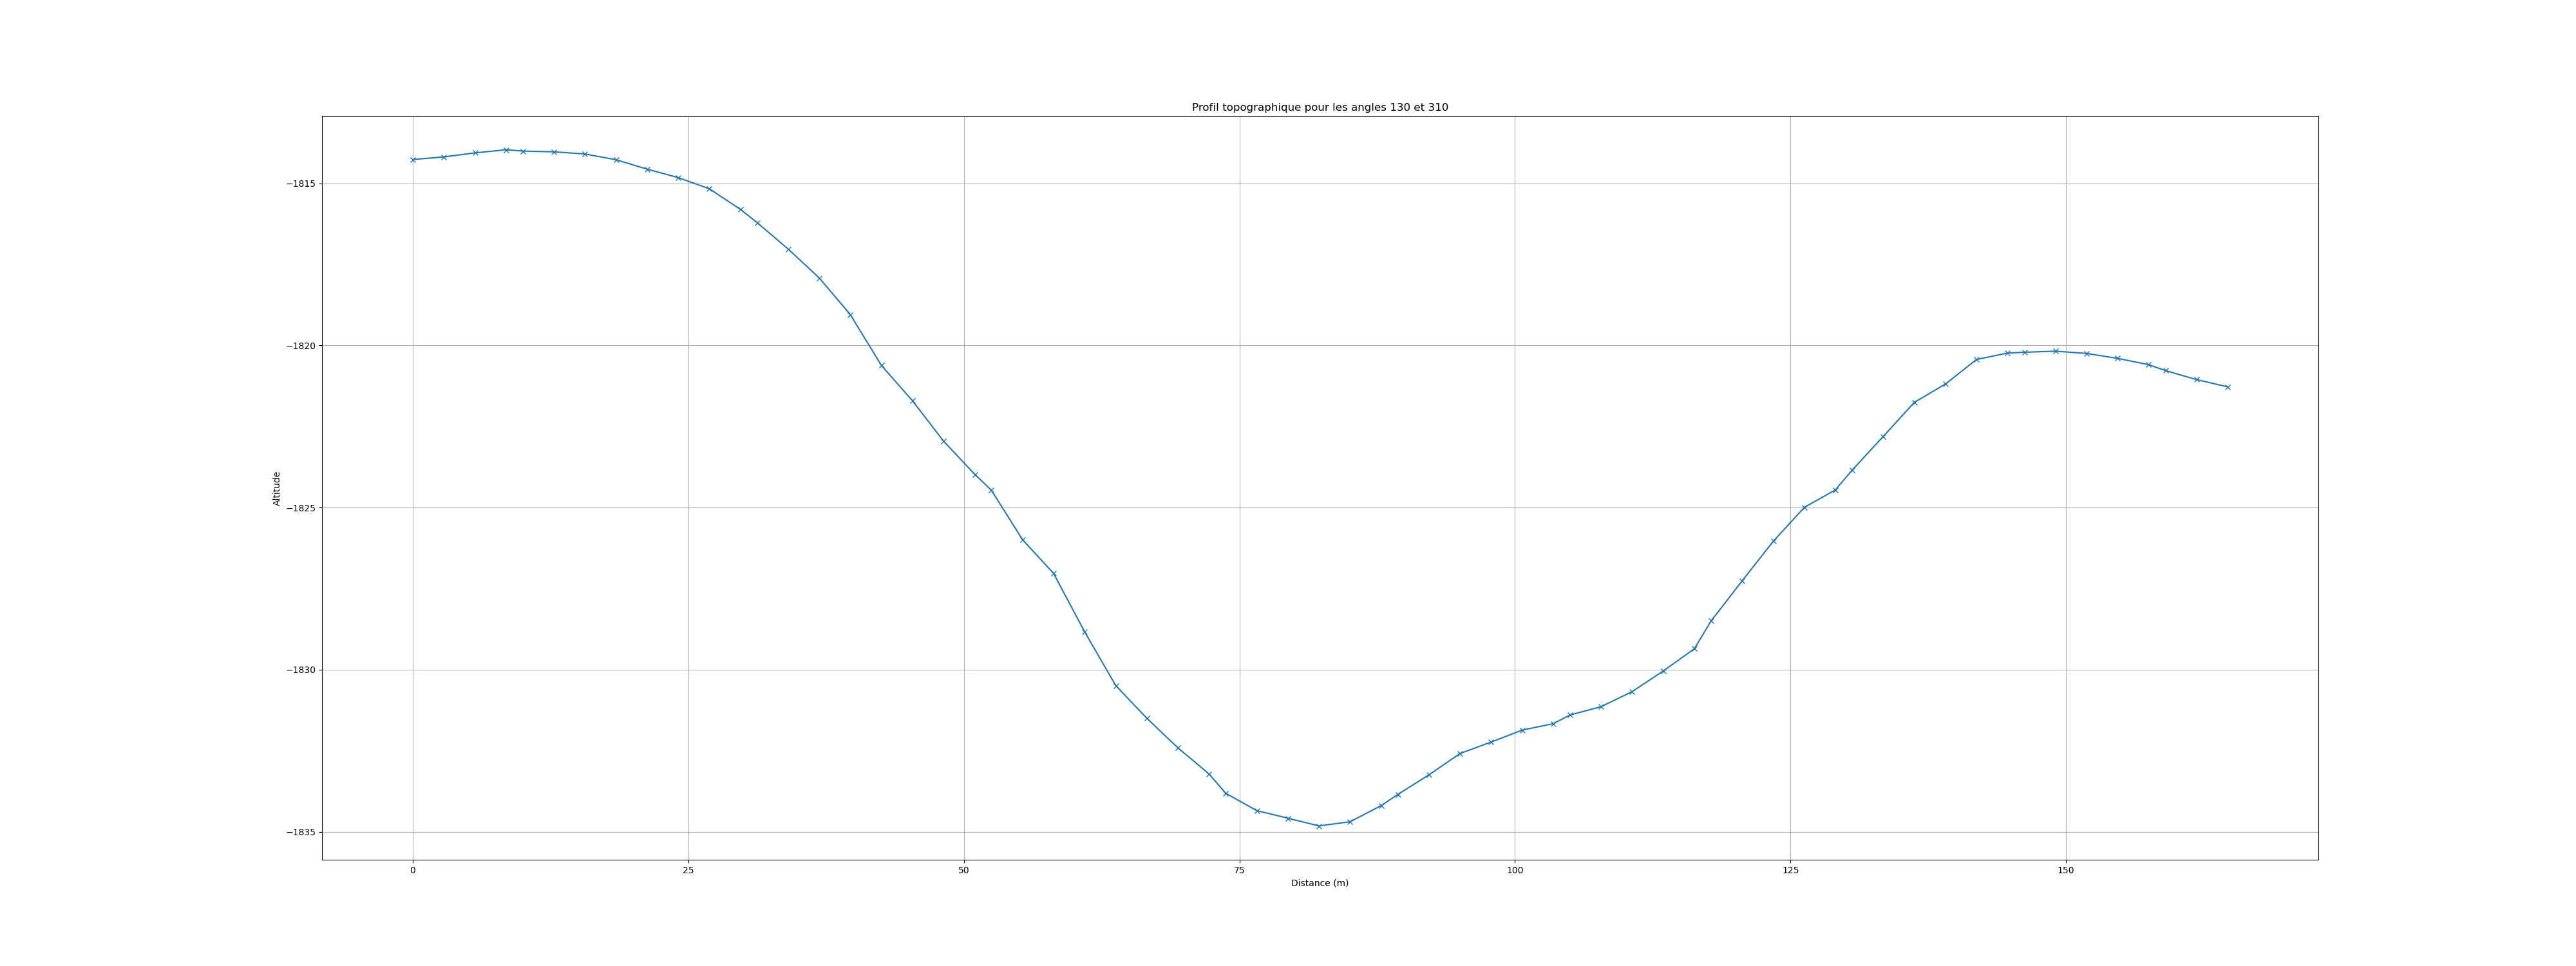 Profil topographique pour les angles 130 et 310
Altitude
−1815
−1820
−1825
−1830
−1835
0 25 50 75 100 125 150
Distance (m)